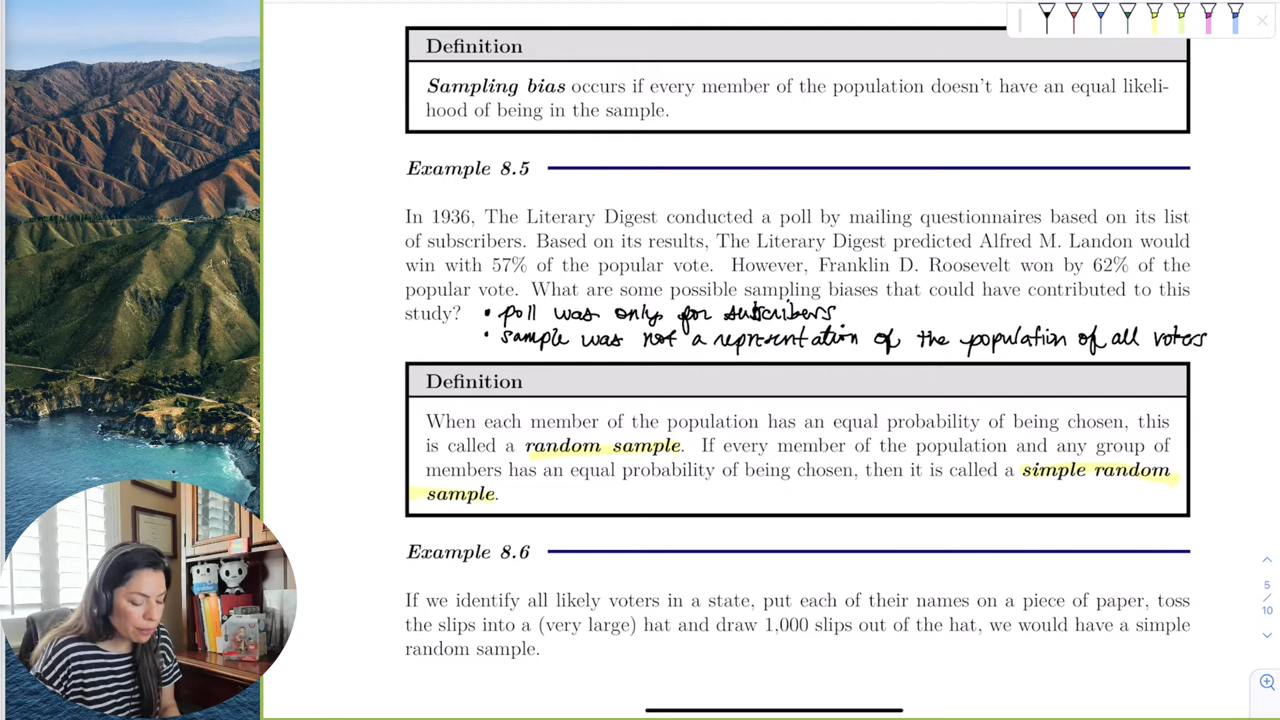 Definition
Sampling bias occurs if every member of the population doesn't have an equal likeli-
hood of being in the sample.
Example 8.5
In 1936, The Literary Digest conducted a poll by mailing questionnaires based on its list
of subscribers. Based on its results, The Literary Digest predicted Alfred M. Landon would
win with 57% of the popular vote. However, Franklin D. Roosevelt won by 62% of the
popular vote. What are some possible sampling biases that could have contributed to this
study? • poll was only for subscribers
• sample was not a representation of the population of all voters
Definition
When each member of the population has an equal probability of being chosen, this
is called a random sample. If every member of the population and any group of
members has an equal probability of being chosen, then it is called a simple random
sample.
Example 8.6
If we identify all likely voters in a state, put each of their names on a piece of paper, toss
the slips into a (very large) hat and draw 1,000 slips out of the hat, we would have a simple
random sample.
5
/
10